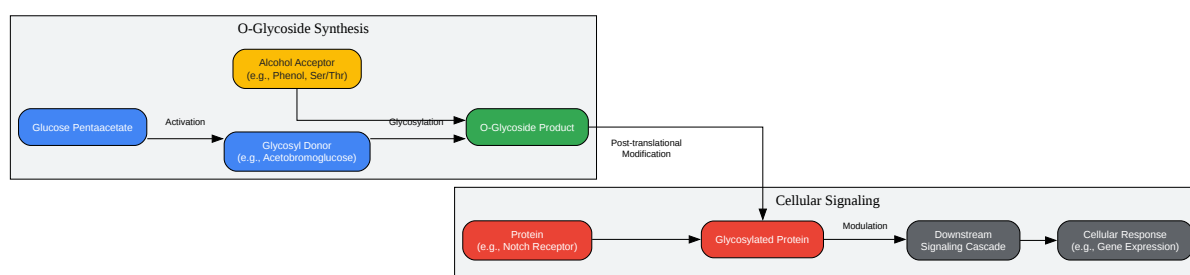 O-Glycoside Synthesis
Alcohol Acceptor
(e.g., Phenol, Ser/Thr)
Glucose Pentaacetate
Activation
Glycosyl Donor
(e.g., Acetobromoglucose)
Glycosylation
O-Glycoside Product
Post-translational
Modification
Cellular Signaling
Protein
(e.g., Notch Receptor)
Glycosylated Protein
Modulation
Downstream
Signaling Cascade
Cellular Response
(e.g., Gene Expression)